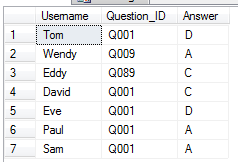 Username Question_ID Answer
1 Tom Q001 D
2 Wendy Q009 A
3 Eddy Q089 C
4 David Q001 C
5 Eve Q001 D
6 Paul Q001 A
7 Sam Q001 A